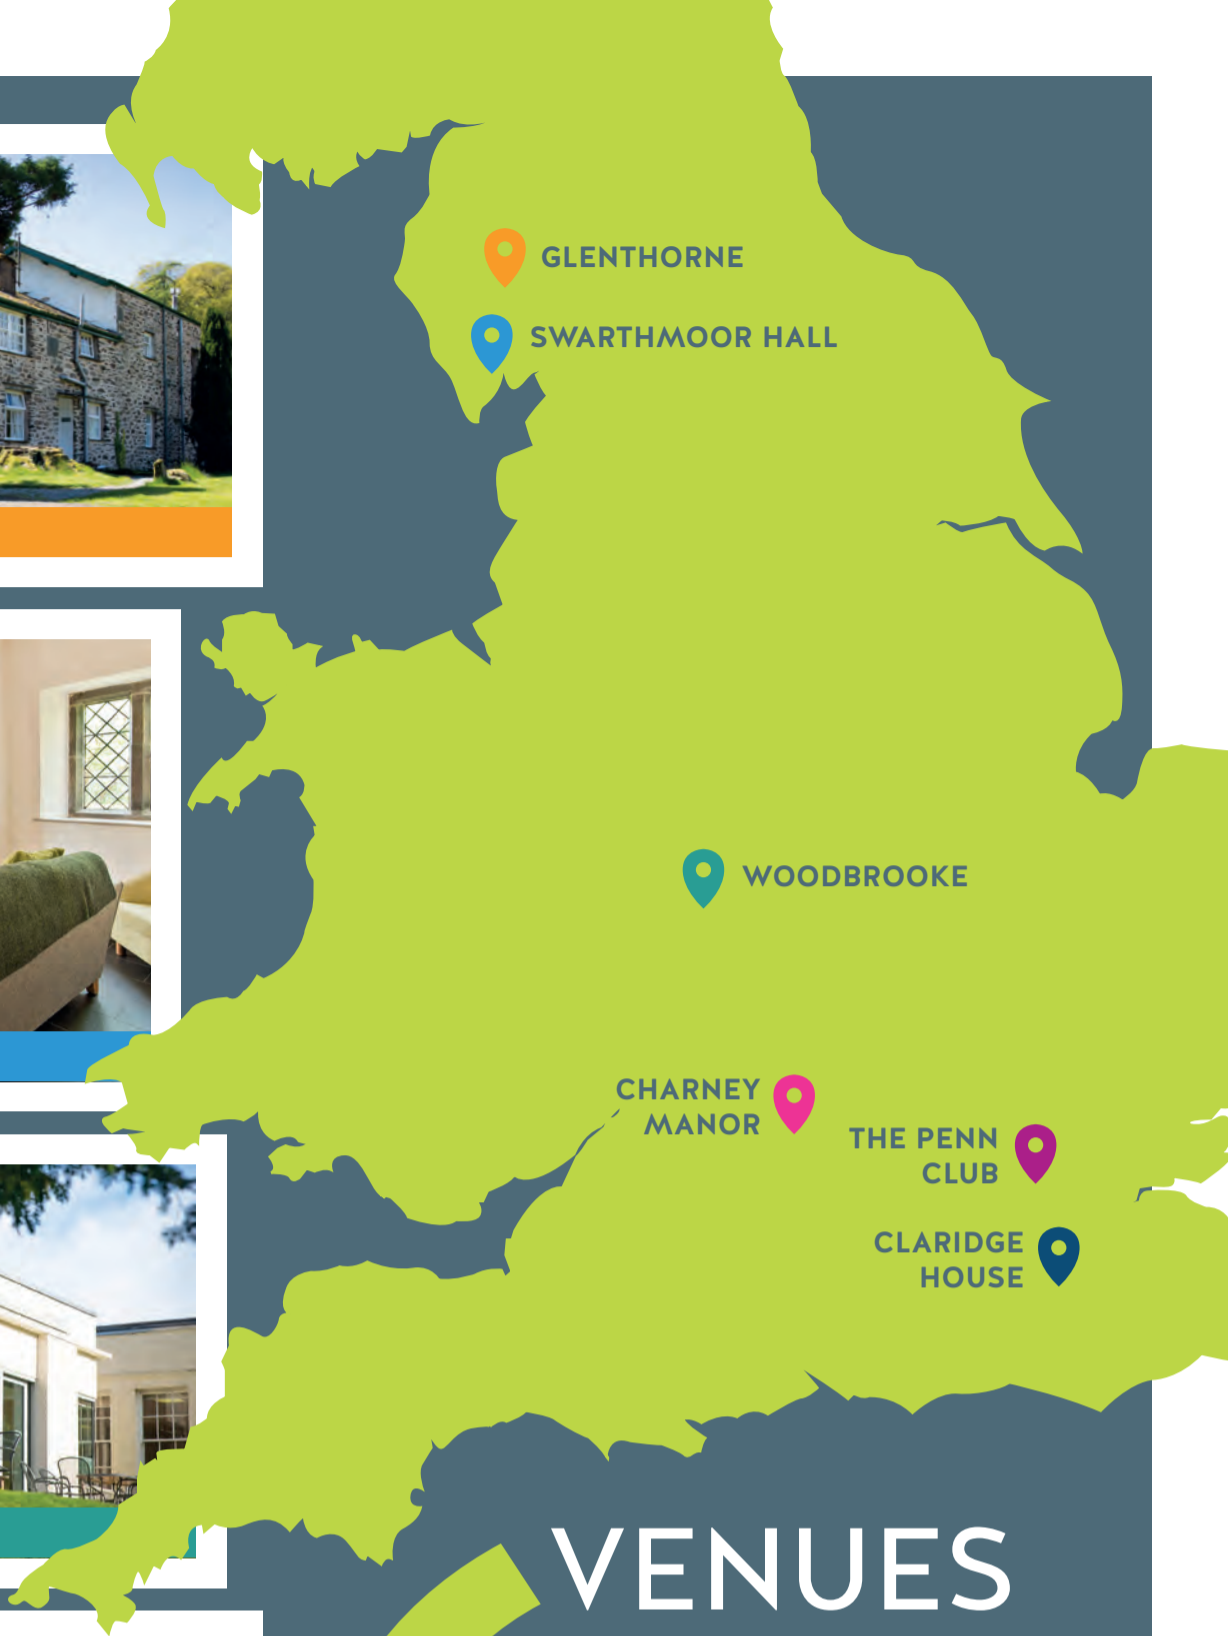 GLENTHORNE
SWARTHMOOR HALL
WOODBROOKE
CHARNEY
MANOR
THE PENN
CLUB
CLARIDGE
HOUSE
VENUES